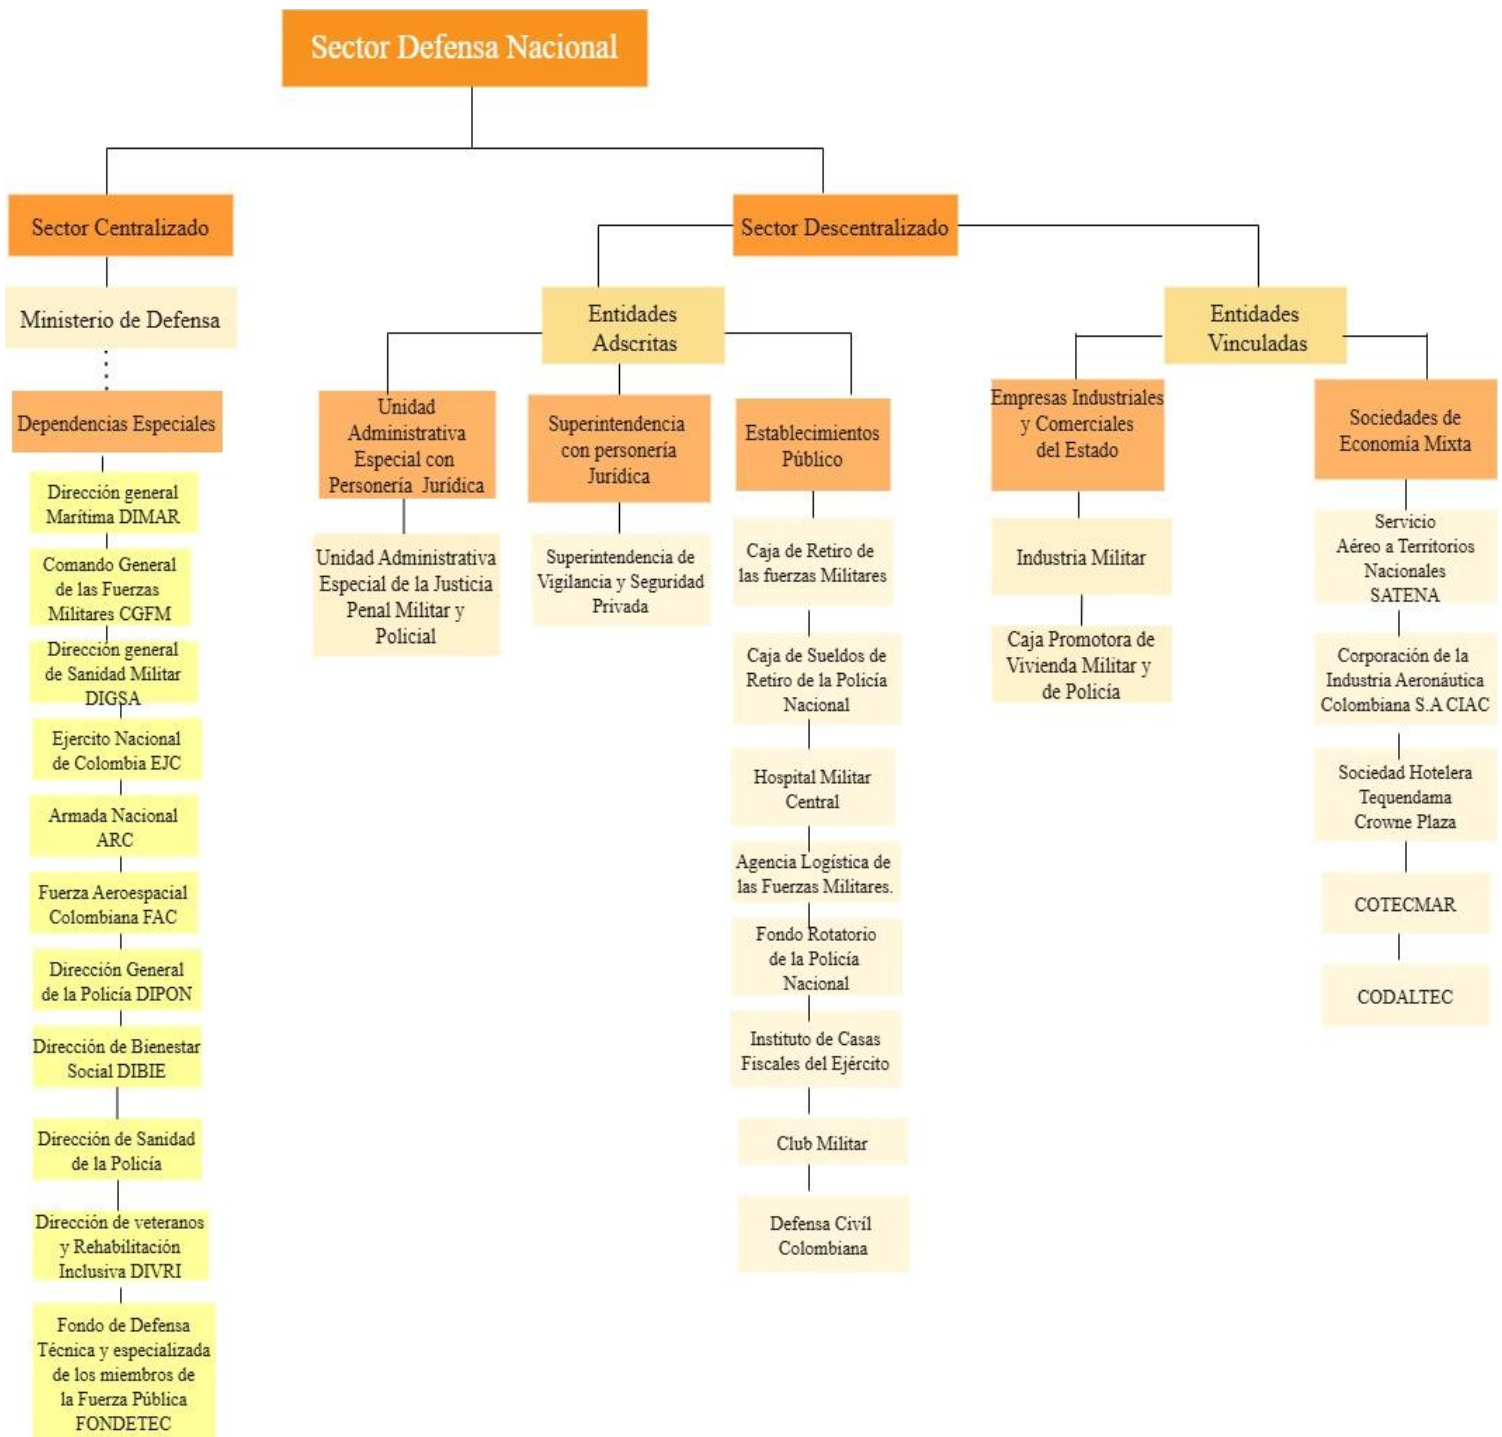 Sector Defensa Nacional
Sector Centralizado
Ministerio de Defensa
Dependencias Especiales
Dirección general
Marítima DIMAR
Comando General
de las Fuerzas
Militares CGFM
Dirección general
de Sanidad Militar
DIGSA
Ejercito Nacional
de Colombia EJC
Armada Nacional
ARC
Fuerza Aeroespacial
Colombiana FAC
Dirección General
de la Policía DIPON
Dirección de Bienestar
Social DIBIE
Dirección de Sanidad
de la Policía
Dirección de veteranos
y Rehabilitación
Inclusiva DIVRI
Fondo de Defensa
Técnica y especializada
de los miembros de
la Fuerza Pública
FONDETEC
Sector Descentralizado
Entidades
Adscritas
Unidad
Administrativa
Especial con
Personería Jurídica
Unidad Administrativa
Especial de la Justicia
Penal Militar y
Policial
Superintendencia
con personería
Jurídica
Superintendencia de
Vigilancia y Seguridad
Privada
Establecimientos
Público
Caja de Retiro de
las fuerzas Militares
Caja de Sueldos de
Retiro de la Policía
Nacional
Hospital Militar
Central
Agencia Logística de
las Fuerzas Militares.
Fondo Rotatorio
de la Policía
Nacional
Instituto de Casas
Fiscales del Ejército
Club Militar
Defensa Civíl
Colombiana
Entidades
Vinculadas
Empresas Industriales
y Comerciales
del Estado
Industria Militar
Caja Promotora de
Vivienda Militar y
de Policía
Sociedades de
Economía Mixta
Servicio
Aéreo a Territorios
Nacionales
SATENA
Corporación de la
Industria Aeronáutica
Colombiana S.A CIAC
Sociedad Hotelera
Tequendama
Crowne Plaza
COTECMAR
CODALTEC